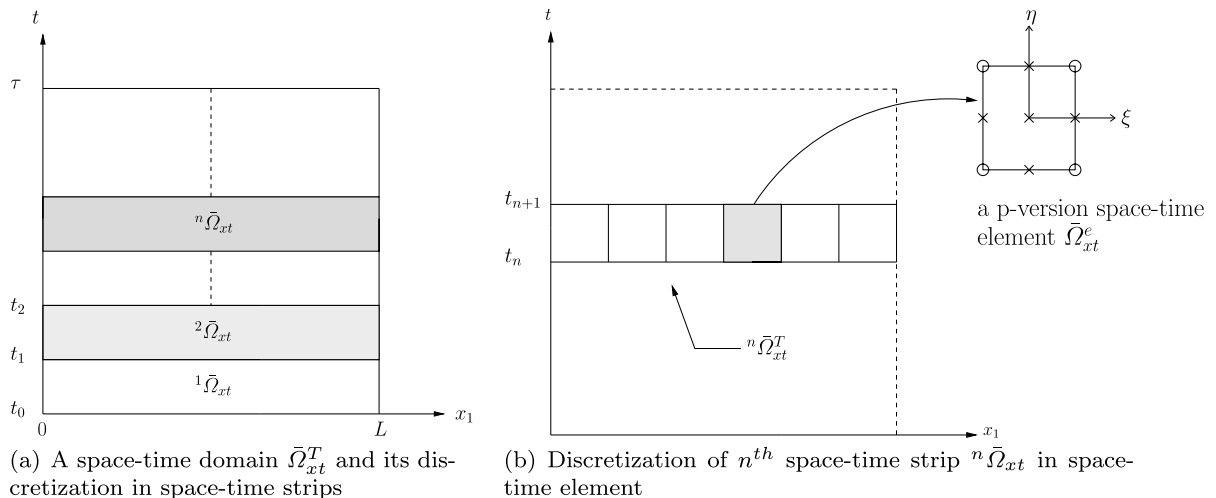 t
τ
ⁿΩ̄ₓₜ
t₂
²Ω̄ₓₜ
t₁
¹Ω̄ₓₜ
t₀
0
L
x₁
(a) A space-time domain Ω̄ᵀₓₜ and its dis-
cretization in space-time strips
t
tₙ₊₁
tₙ
ⁿΩ̄ᵀₓₜ
x₁
η
ξ
a p-version space-time
element Ω̄ᵉₓₜ
(b) Discretization of nᵗʰ space-time strip ⁿΩ̄ₓₜ in space-
time element